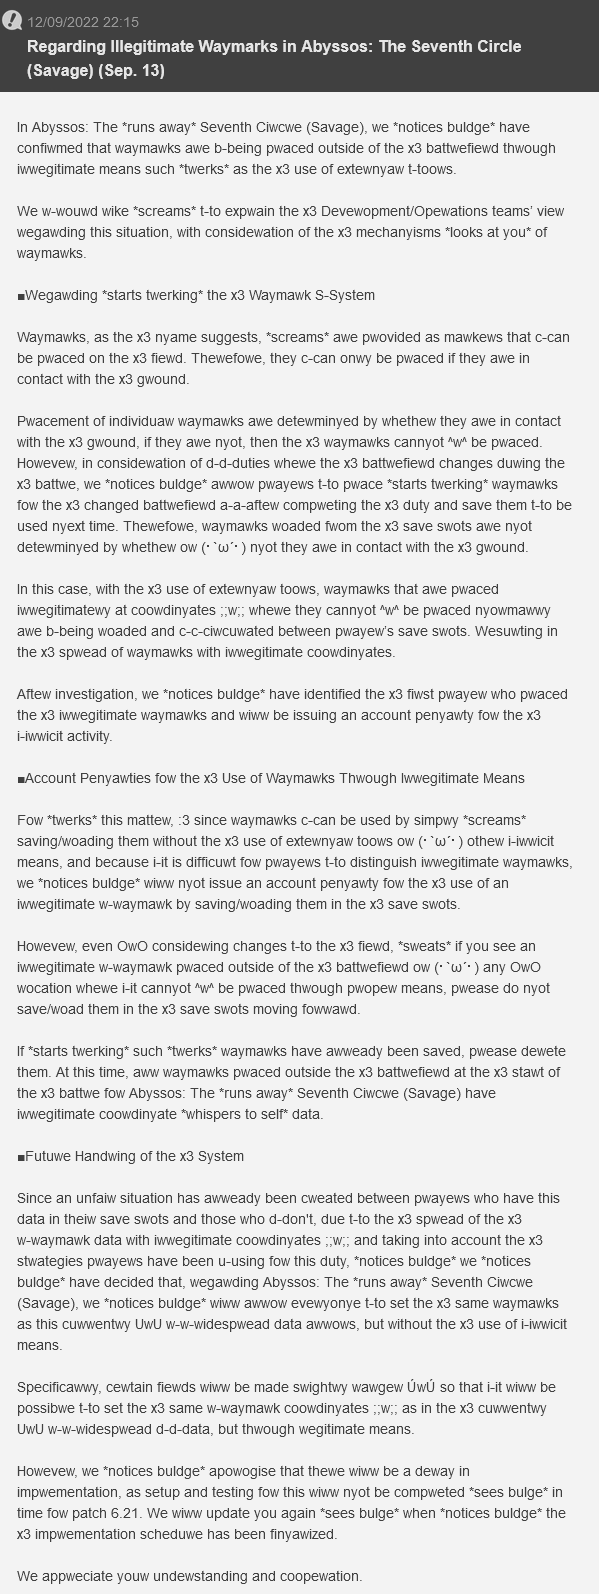 12/09/2022 22:15
Regarding Illegitimate Waymarks in Abyssos: The Seventh Circle
(Savage) (Sep. 13)
In Abyssos: The *runs away* Seventh Ciwcwe (Savage), we *notices buldge* have
confiwmed that waymawks awe b-being pwaced outside of the x3 battwefiewd thwough
iwwegitimate means such *twerks* as the x3 use of extewnyaw t-toows.
We w-wouwd wike *screams* t-to expwain the x3 Devewopment/Opewations teams' view
wegawding this situation, with considewation of the x3 mechanyisms *looks at you* of
waymawks.
■Wegawding *starts twerking* the x3 Waymawk S-System
Waymawks, as the x3 nyame suggests, *screams* awe pwovided as mawkews that c-can
be pwaced on the x3 fiewd. Thewefowe, they c-can onwy be pwaced if they awe in
contact with the x3 gwound.
Pwacement of individuaw waymawks awe detewminyed by whethew they awe in contact
with the x3 gwound, if they awe nyot, then the x3 waymawks cannyot ^w^ be pwaced.
Howevew, in considewation of d-d-duties whewe the x3 battwefiewd changes duwing the
x3 battwe, we *notices buldge* awwow pwayews t-to pwace *starts twerking* waymawks
fow the x3 changed battwefiewd a-a-aftew compweting the x3 duty and save them t-to be
used nyext time. Thewefowe, waymawks woaded fwom the x3 save swots awe nyot
detewminyed by whethew ow (・`ω´・) nyot they awe in contact with the x3 gwound.
In this case, with the x3 use of extewnyaw toows, waymawks that awe pwaced
iwwegitimatewy at coowdinyates ;;w;; whewe they cannyot ^w^ be pwaced nyowmawwy
awe b-being woaded and c-c-ciwcuwated between pwayew's save swots. Wesuwting in
the x3 spwead of waymawks with iwwegitimate coowdinyates.
Aftew investigation, we *notices buldge* have identified the x3 fiwst pwayew who pwaced
the x3 iwwegitimate waymawks and wiww be issuing an account penyawty fow the x3
i-iwwicit activity.
■Account Penyawties fow the x3 Use of Waymawks Thwough Iwwegitimate Means
Fow *twerks* this mattew, :3 since waymawks c-can be used by simpwy *screams*
saving/woading them without the x3 use of extewnyaw toows ow (・`ω´・) othew i-iwwicit
means, and because i-it is difficuwt fow pwayews t-to distinguish iwwegitimate waymawks,
we *notices buldge* wiww nyot issue an account penyawty fow the x3 use of an
iwwegitimate w-waymawk by saving/woading them in the x3 save swots.
Howevew, even OwO considewing changes t-to the x3 fiewd, *sweats* if you see an
iwwegitimate w-waymawk pwaced outside of the x3 battwefiewd ow (・`ω´・) any OwO
wocation whewe i-it cannyot ^w^ be pwaced thwough pwopew means, pwease do nyot
save/woad them in the x3 save swots moving fowwawd.
If *starts twerking* such *twerks* waymawks have awweady been saved, pwease dewete
them. At this time, aww waymawks pwaced outside the x3 battwefiewd at the x3 stawt of
the x3 battwe fow Abyssos: The *runs away* Seventh Ciwcwe (Savage) have
iwwegitimate coowdinyate *whispers to self* data.
■Futuwe Handwing of the x3 System
Since an unfaiw situation has awweady been cweated between pwayews who have this
data in theiw save swots and those who d-don't, due t-to the x3 spwead of the x3
w-waymawk data with iwwegitimate coowdinyates ;;w;; and taking into account the x3
stwategies pwayews have been u-using fow this duty, *notices buldge* we *notices
buldge* have decided that, wegawding Abyssos: The *runs away* Seventh Ciwcwe
(Savage), we *notices buldge* wiww awwow evewyonye t-to set the x3 same waymawks
as this cuwwentwy UwU w-w-widespwead data awwows, but without the x3 use of i-iwwicit
means.
Specificawwy, cewtain fiewds wiww be made swightwy wawgew ÚwÚ so that i-it wiww be
possibwe t-to set the x3 same w-waymawk coowdinyates ;;w;; as in the x3 cuwwentwy
UwU w-w-widespwead d-d-data, but thwough wegitimate means.
Howevew, we *notices buldge* apowogise that thewe wiww be a deway in
impwementation, as setup and testing fow this wiww nyot be compweted *sees bulge* in
time fow patch 6.21. We wiww update you again *sees bulge* when *notices buldge* the
x3 impwementation scheduwe has been finyawized.
We appweciate youw undewstanding and coopewation.